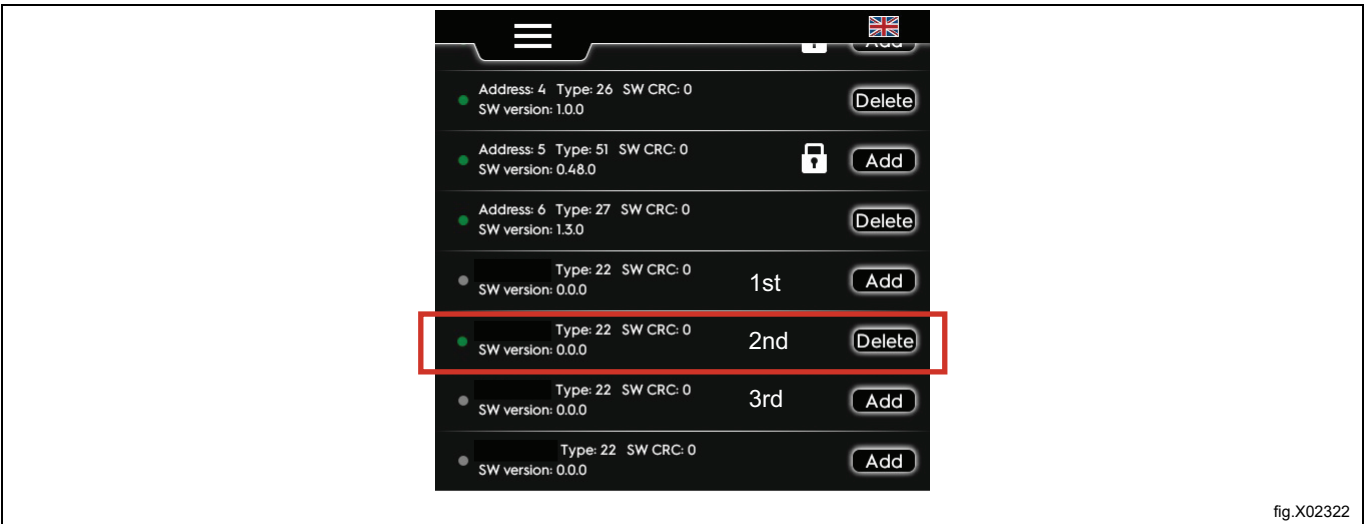 Address: 4 Type: 26 SW CRC: 0
SW version: 1.0.0
Delete
Address: 5 Type: 51 SW CRC: 0
SW version: 0.48.0
Add
Address: 6 Type: 27 SW CRC: 0
SW version: 1.3.0
Delete
Type: 22 SW CRC: 0
SW version: 0.0.0
1st
Add
Type: 22 SW CRC: 0
SW version: 0.0.0
2nd
Delete
Type: 22 SW CRC: 0
SW version: 0.0.0
3rd
Add
Type: 22 SW CRC: 0
SW version: 0.0.0
Add
fig.X02322